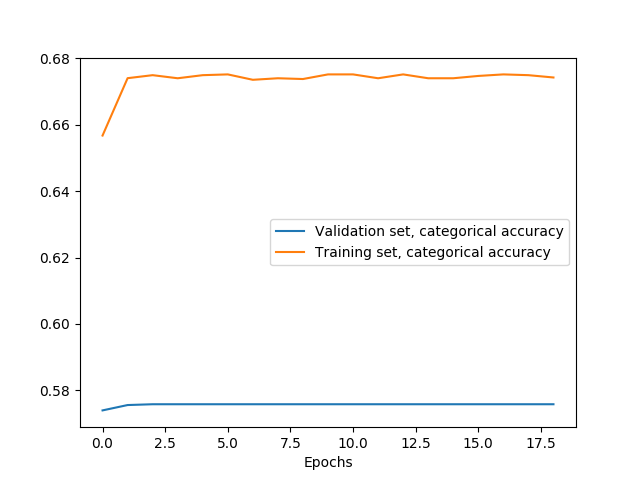 0.68
0.66
0.64
0.62
0.60
0.58
Validation set, categorical accuracy
Training set, categorical accuracy
0.0 2.5 5.0 7.5 10.0 12.5 15.0 17.5
Epochs